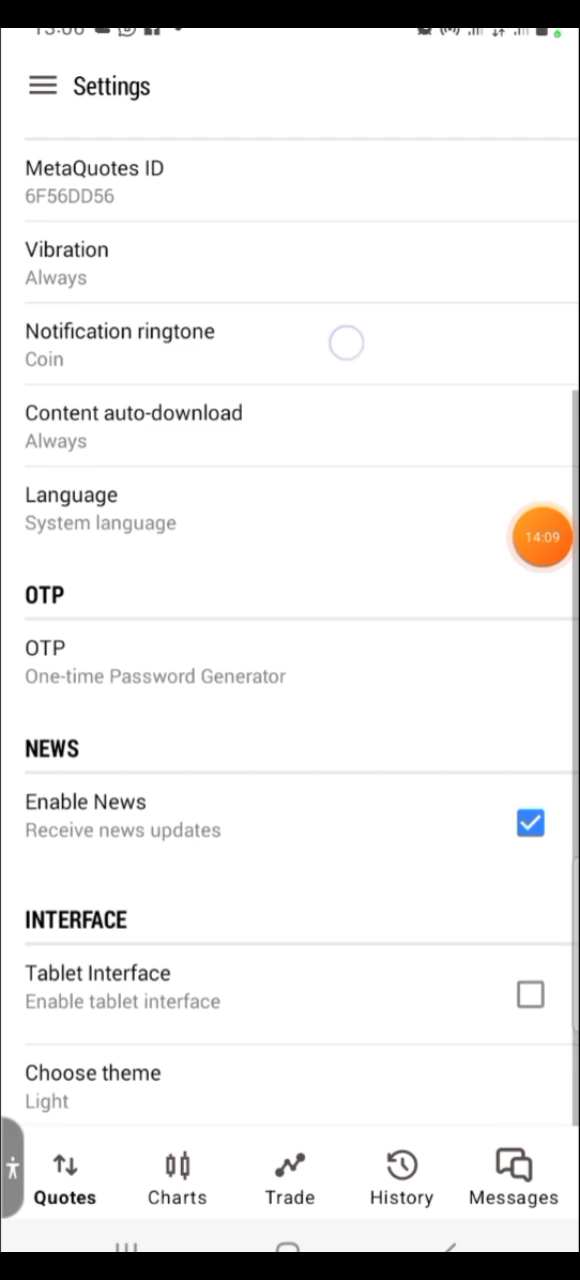 13:06
Settings
MetaQuotes ID
6F56DD56
Vibration
Always
Notification ringtone
Coin
Content auto-download
Always
Language
System language
14:09
OTP
OTP
One-time Password Generator
NEWS
Enable News
Receive news updates
INTERFACE
Tablet Interface
Enable tablet interface
Choose theme
Light
Quotes Charts Trade History Messages